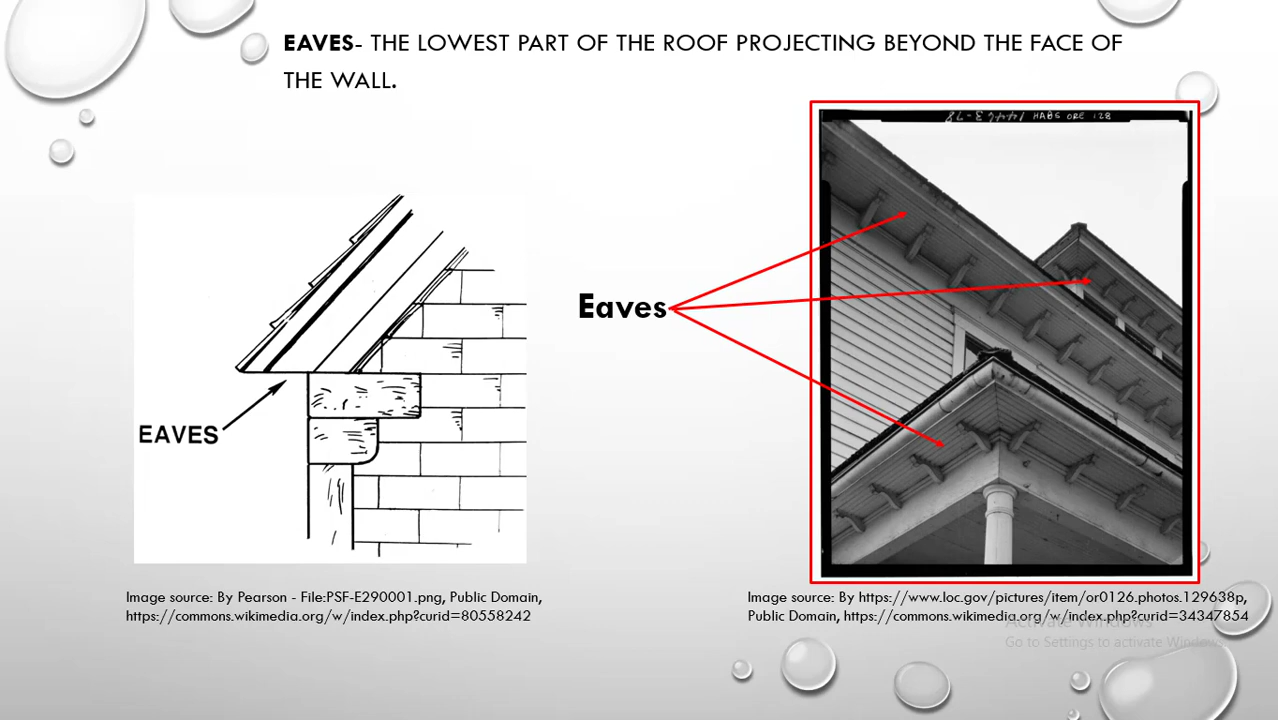 EAVES- THE LOWEST PART OF THE ROOF PROJECTING BEYOND THE FACE OF
THE WALL.
HABS ORE 128
EAVES
Eaves
Image source: By Pearson - File:PSF-E290001.png, Public Domain,
https://commons.wikimedia.org/w/index.php?curid=80558242
Image source: By https://www.loc.gov/pictures/item/or0126.photos.129638p,
Public Domain, https://commons.wikimedia.org/w/index.php?curid=34347854
Activate Windows
Go to Settings to activate Windows.